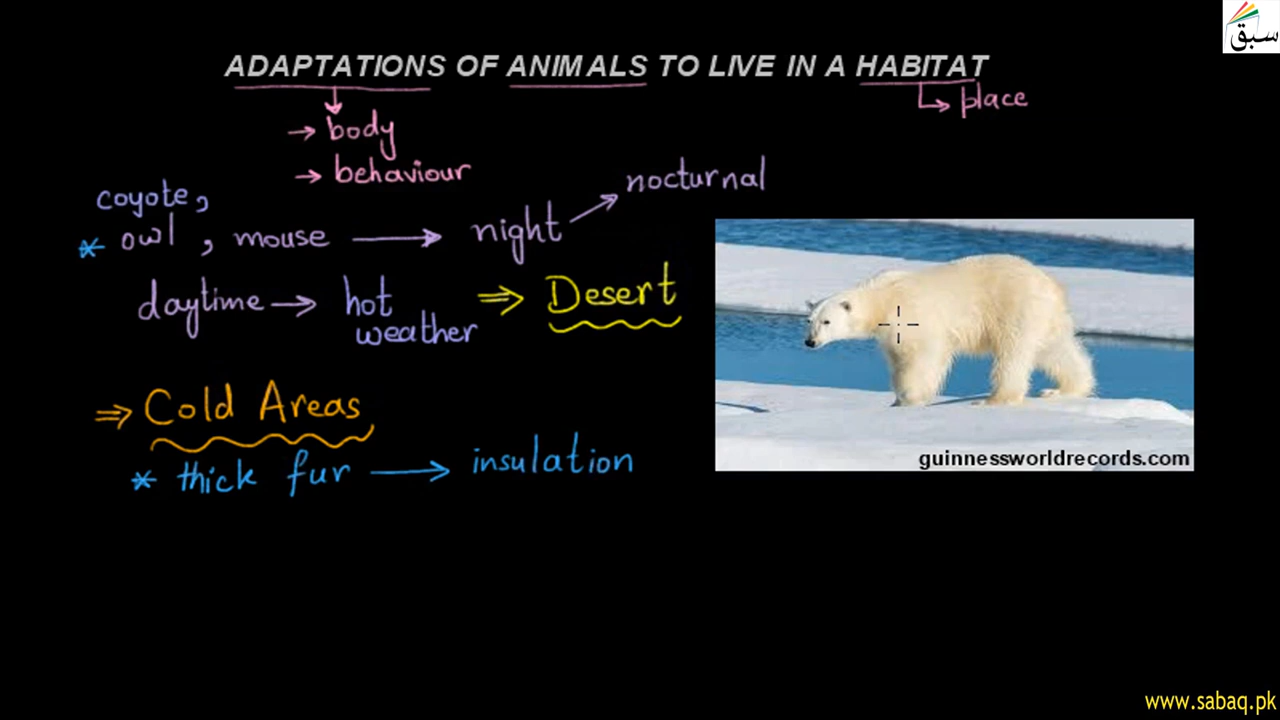 سبق
ADAPTATIONS OF ANIMALS TO LIVE IN A HABITAT
→ place
→ body
→ behaviour
nocturnal
coyote,
* owl, mouse → night
daytime → hot weather ⇒ Desert
⇒ Cold Areas
* thick fur → insulation
guinnessworldrecords.com
www.sabaq.pk